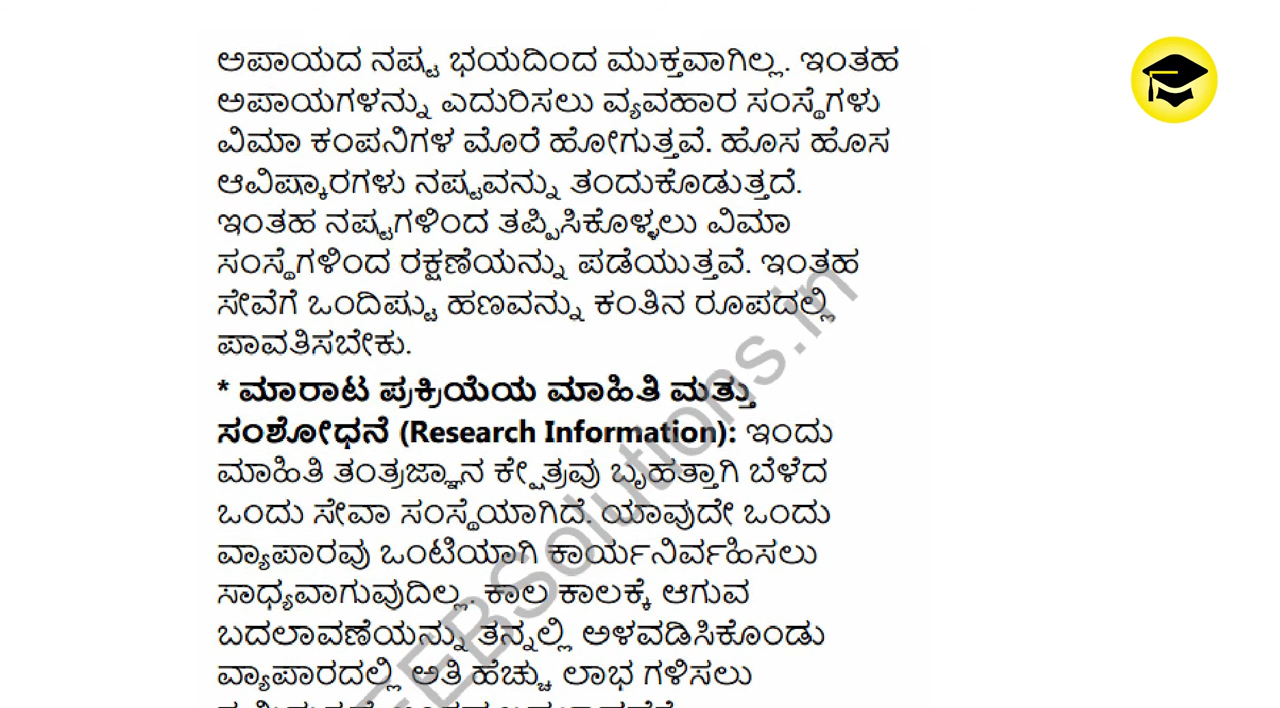 ಅಪಾಯದ ನಷ್ಟ ಭಯದಿಂದ ಮುಕ್ತವಾಗಿಲ್ಲ. ಇಂತಹ
ಅಪಾಯಗಳನ್ನು ಎದುರಿಸಲು ವ್ಯವಹಾರ ಸಂಸ್ಥೆಗಳು
ವಿಮಾ ಕಂಪನಿಗಳ ಮೊರೆ ಹೋಗುತ್ತವೆ. ಹೊಸ ಹೊಸ
ಆವಿಷ್ಕಾರಗಳು ನಷ್ಟವನ್ನು ತಂದುಕೊಡುತ್ತದೆ.
ಇಂತಹ ನಷ್ಟಗಳಿಂದ ತಪ್ಪಿಸಿಕೊಳ್ಳಲು ವಿಮಾ
ಸಂಸ್ಥೆಗಳಿಂದ ರಕ್ಷಣೆಯನ್ನು ಪಡೆಯುತ್ತವೆ. ಇಂತಹ
ಸೇವೆಗೆ ಒಂದಿಷ್ಟು ಹಣವನ್ನು ಕಂತಿನ ರೂಪದಲ್ಲಿ
ಪಾವತಿಸಬೇಕು.
* ಮಾರಾಟ ಪ್ರಕ್ರಿಯೆಯ ಮಾಹಿತಿ ಮತ್ತು
ಸಂಶೋಧನೆ (Research Information): ಇಂದು
ಮಾಹಿತಿ ತಂತ್ರಜ್ಞಾನ ಕ್ಷೇತ್ರವು ಬೃಹತ್ತಾಗಿ ಬೆಳೆದ
ಒಂದು ಸೇವಾ ಸಂಸ್ಥೆಯಾಗಿದೆ. ಯಾವುದೇ ಒಂದು
ವ್ಯಾಪಾರವು ಒಂಟಿಯಾಗಿ ಕಾರ್ಯನಿರ್ವಹಿಸಲು
ಸಾಧ್ಯವಾಗುವುದಿಲ್ಲ. ಕಾಲ ಕಾಲಕ್ಕೆ ಆಗುವ
ಬದಲಾವಣೆಯನ್ನು ತನ್ನಲ್ಲಿ ಅಳವಡಿಸಿಕೊಂಡು
ವ್ಯಾಪಾರದಲ್ಲಿ ಅತಿ ಹೆಚ್ಚು ಲಾಭ ಗಳಿಸಲು
EEBSolutions.in